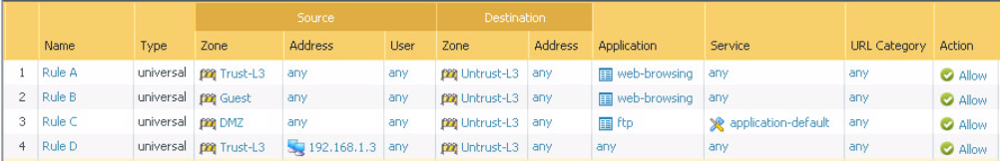 Source Destination
Name Type Zone Address User Zone Address Application Service URL Category Action
1 Rule A universal Trust-L3 any any Untrust-L3 any web-browsing any any Allow
2 Rule B universal Guest any any Untrust-L3 any web-browsing any any Allow
3 Rule C universal DMZ any any Untrust-L3 any ftp application-default any Allow
4 Rule D universal Trust-L3 192.168.1.3 any Untrust-L3 any any any any Allow